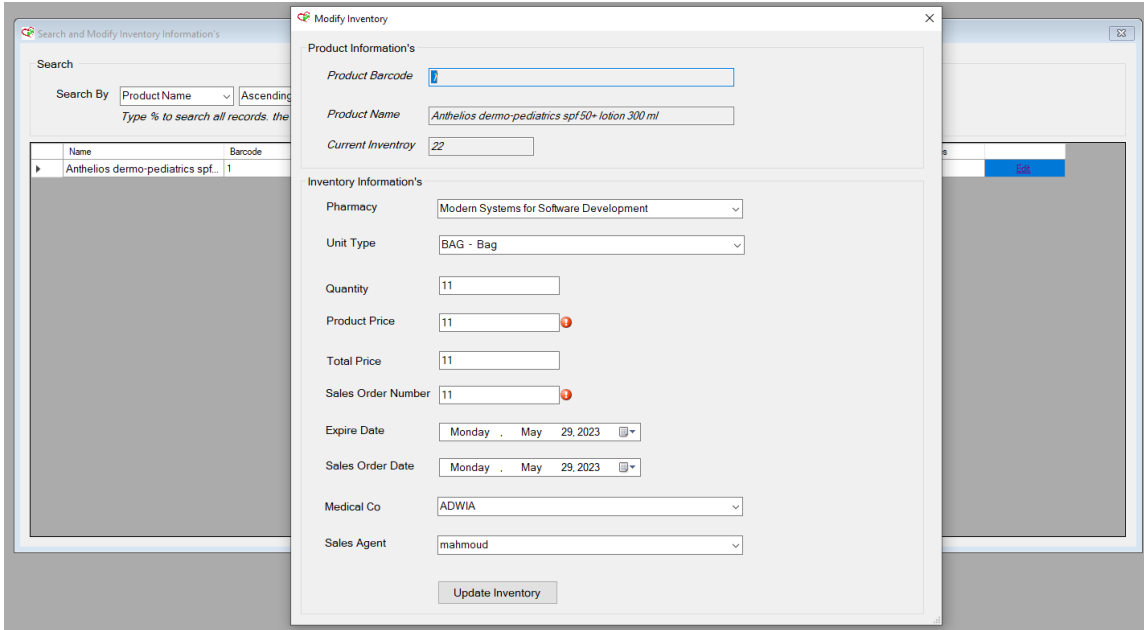 Modify Inventory
Search and Modify Inventory Information's
Product Information's
Search
Product Barcode
Search By Product Name Ascending
Product Name Anthelios dermo-pediatrics spf 50+ lotion 300 ml
Type % to search all records. the
Current Inventroy 22
Name Barcode
Anthelios dermo-pediatrics spf... 1 Edit
Inventory Information's
Pharmacy Modern Systems for Software Development
Unit Type BAG - Bag
Quantity 11
Product Price 11
Total Price 11
Sales Order Number 11
Expire Date Monday , May 29, 2023
Sales Order Date Monday , May 29, 2023
Medical Co ADWIA
Sales Agent mahmoud
Update Inventory